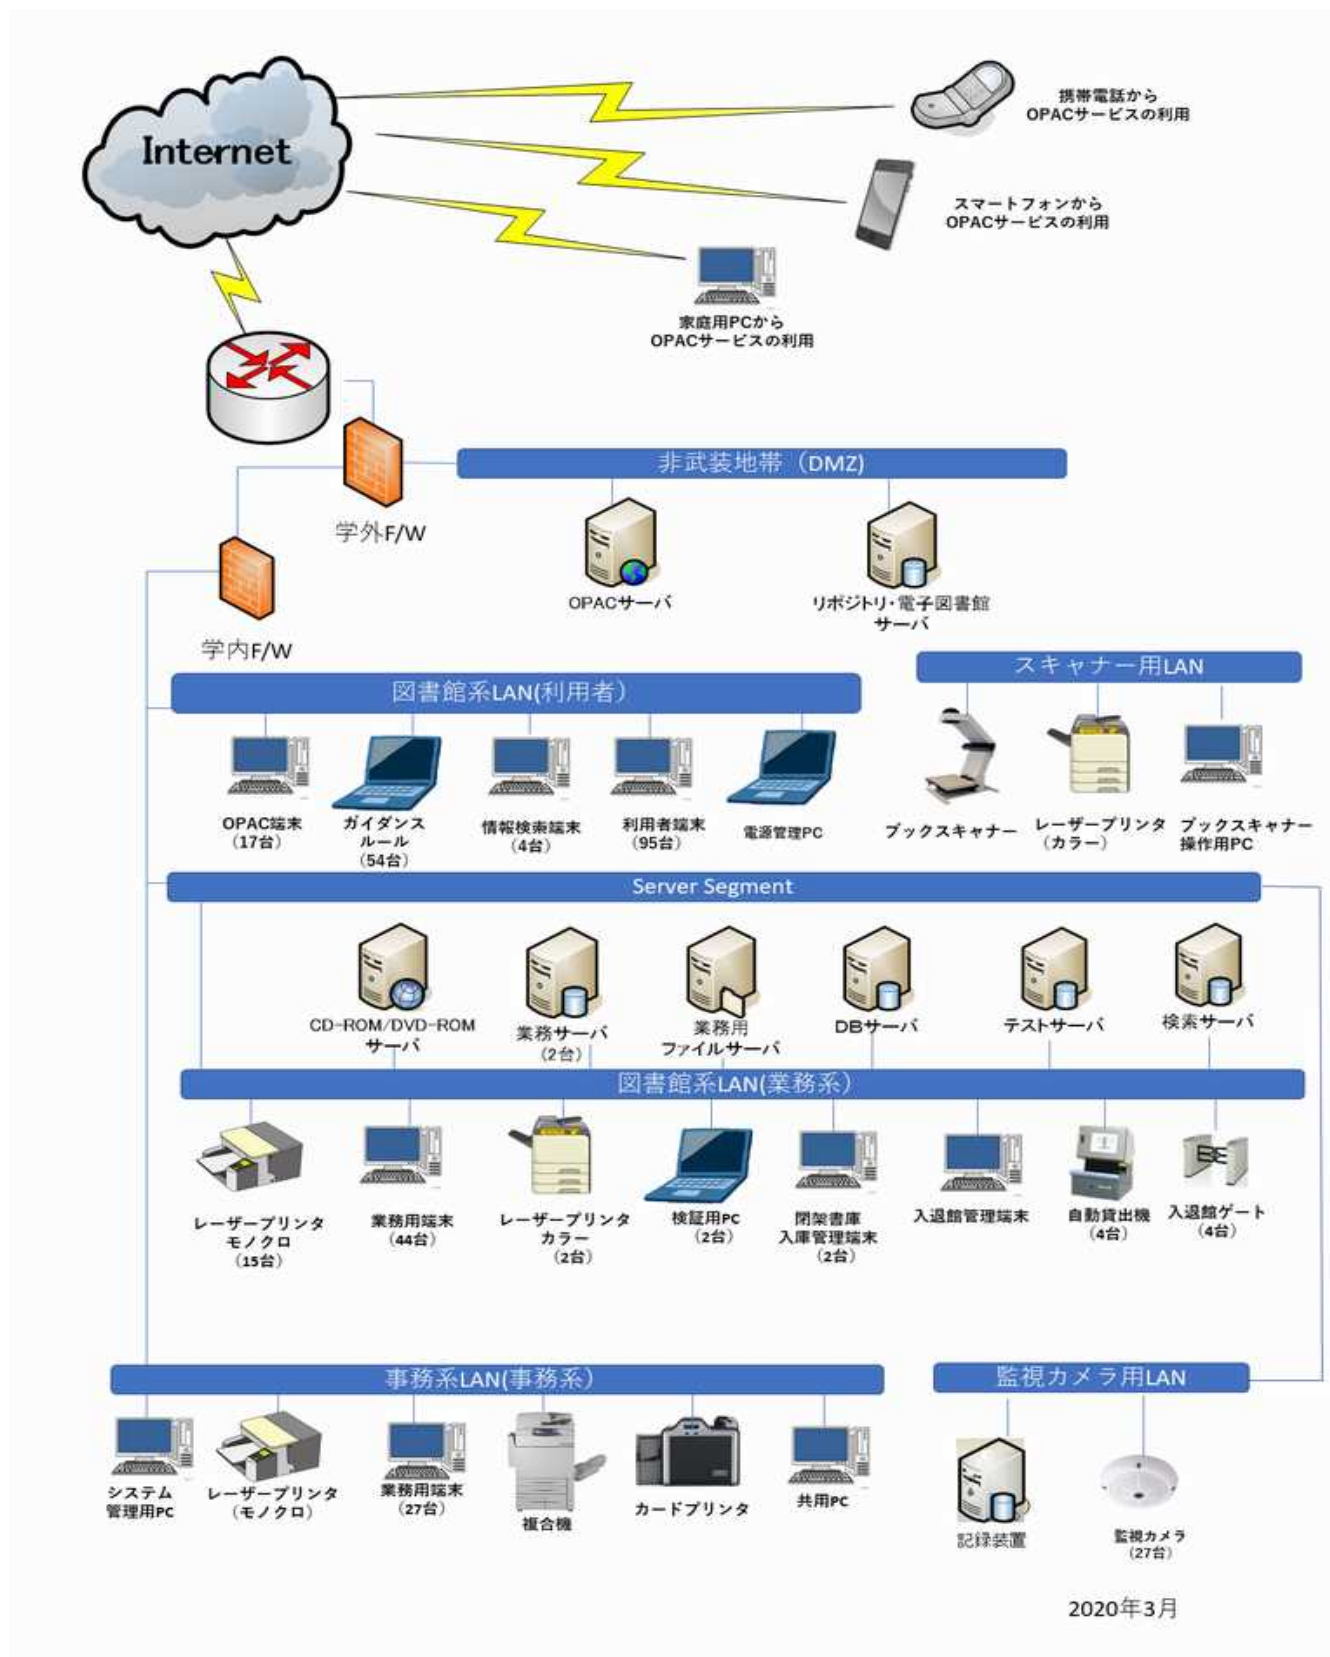 Internet
携帯電話から
OPACサービスの利用
スマートフォンから
OPACサービスの利用
家庭用PCから
OPACサービスの利用
非武装地帯（DMZ)
学外F/W
OPACサーバ
リポジトリ・電子図書館
サーバ
学内F/W
スキャナー用LAN
図書館系LAN(利用者）
OPAC端末
（17台）
ガイダンス
ルール
（54台）
情報検索端末
（4台）
利用者端末
（95台）
電源管理PC
ブックスキャナー
レーザープリンタ
（カラー）
ブックスキャナー
操作用PC
Server Segment
CD-ROM/DVD-ROM
サーバ
業務サーバ
（2台）
業務用
ファイルサーバ
DBサーバ
テストサーバ
検索サーバ
図書館系LAN(業務系）
レーザープリンタ
モノクロ
（15台）
業務用端末
（44台）
レーザープリンタ
カラー
（2台）
検証用PC
（2台）
閉架書庫
入庫管理端末
（2台）
入退館管理端末
自動貸出機
（4台）
入退館ゲート
（4台）
事務系LAN(事務系）
監視カメラ用LAN
システム
管理用PC
レーザープリンタ
（モノクロ）
業務用端末
（27台）
複合機
カードプリンタ
共用PC
記録装置
監視カメラ
（27台）
2020年3月